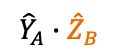 Ŷ_A · Ẑ_B